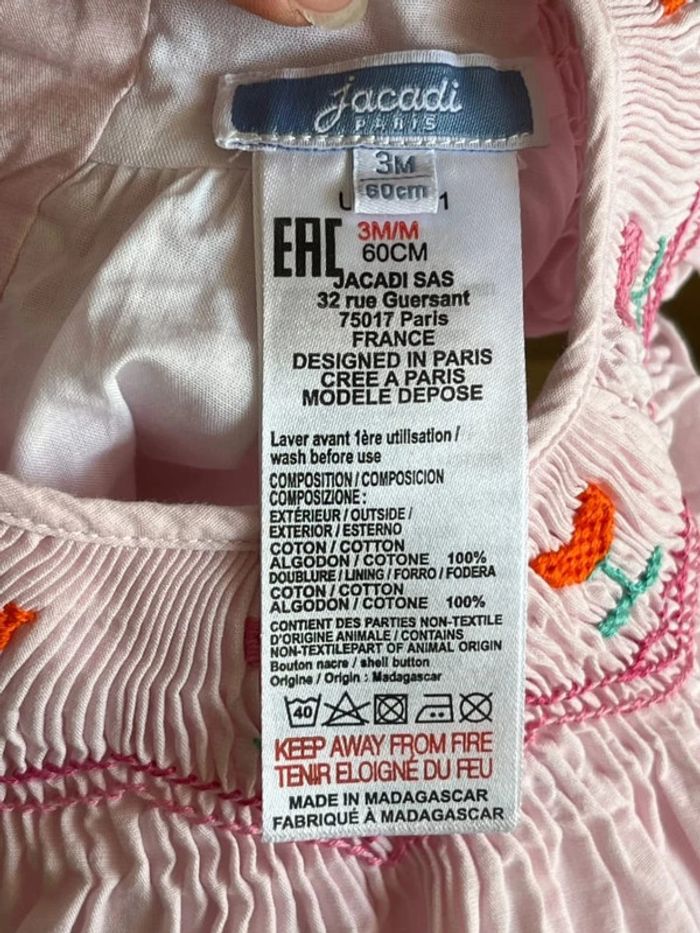 jacadi
PARIS
3M
60cm
EAC
3M/M
60CM
JACADI SAS
32 rue Guersant
75017 Paris
FRANCE
DESIGNED IN PARIS
CREE A PARIS
MODELE DEPOSE
Laver avant 1ère utilisation /
wash before use
COMPOSITION / COMPOSICION
COMPOSIZIONE :
EXTÉRIEUR / OUTSIDE /
EXTERIOR / ESTERNO
COTON / COTTON
ALGODON / COTONE 100%
DOUBLURE / LINING / FORRO / FODERA
COTON / COTTON
ALGODON / COTONE 100%
CONTIENT DES PARTIES NON-TEXTILE
D'ORIGINE ANIMALE / CONTAINS
NON-TEXTILEPART OF ANIMAL ORIGIN
Bouton nacre / shell button
Origine / Origin : Madagascar
40
KEEP AWAY FROM FIRE
TENIR ELOIGNÉ DU FEU
MADE IN MADAGASCAR
FABRIQUÉ À MADAGASCAR